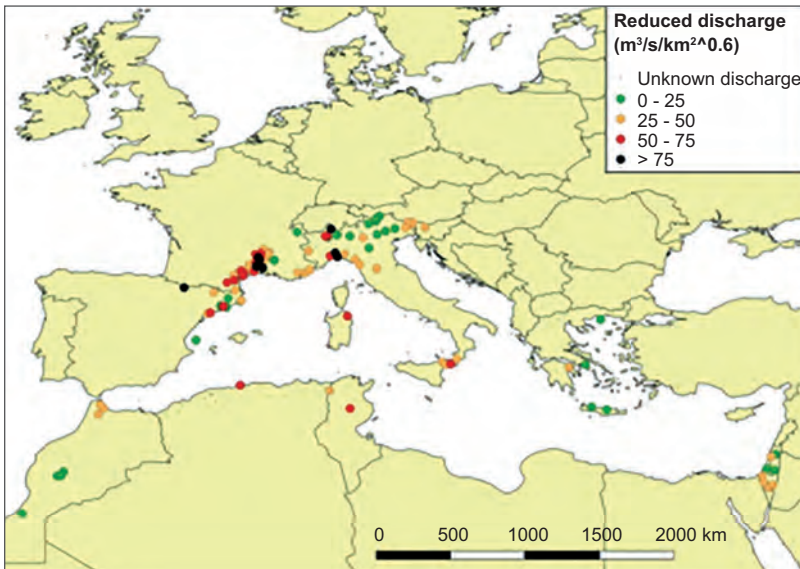 Reduced discharge
(m³/s/km²^0.6)
Unknown discharge
0 - 25
25 - 50
50 - 75
> 75
0 500 1000 1500 2000 km